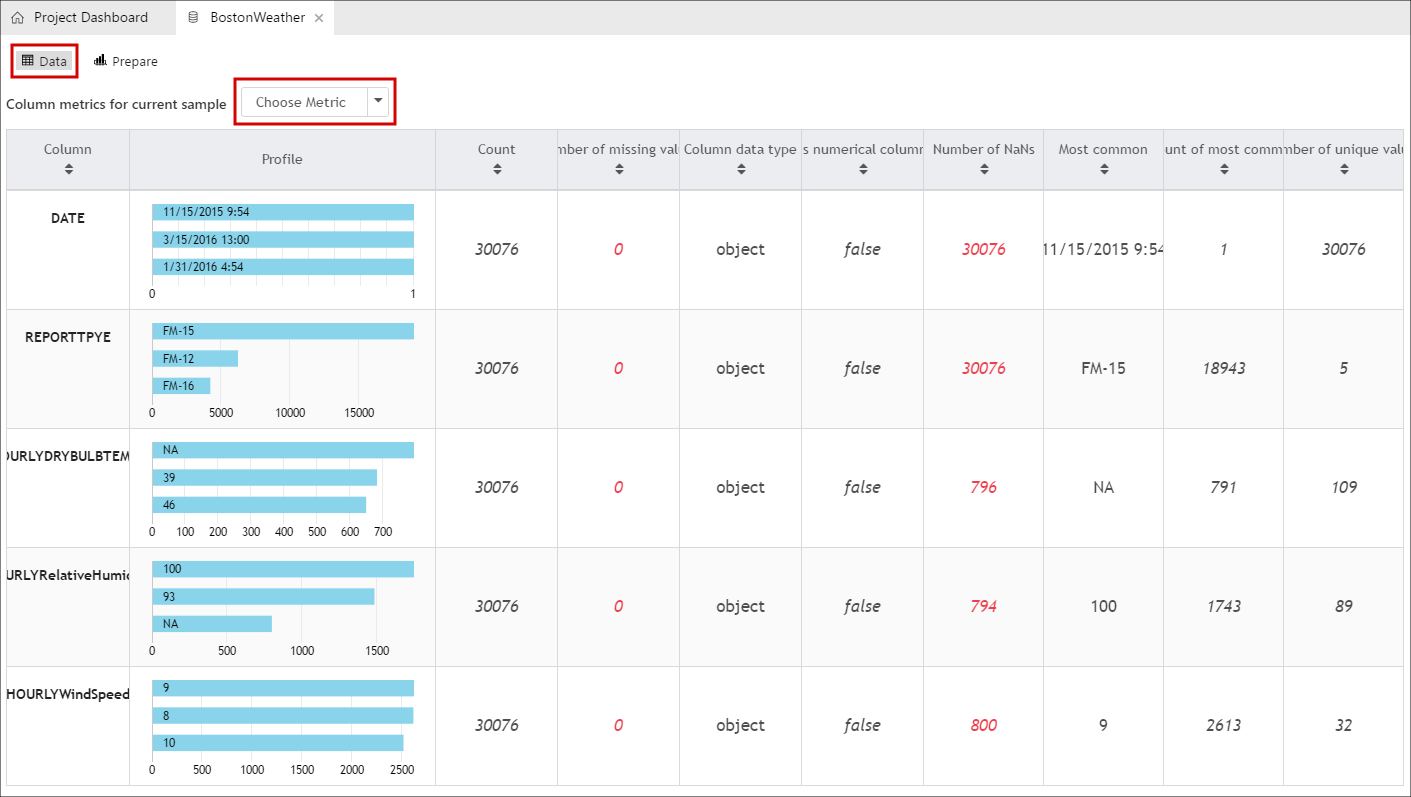 Project Dashboard BostonWeather
Data Prepare
Column metrics for current sample Choose Metric
Column Profile Count mber of missing val Column data type s numerical column Number of NaNs Most common unt of most comm mber of unique valu
DATE 11/15/2015 9:54 30076 0 object false 30076 11/15/2015 9:54 1 30076
3/15/2016 13:00
1/31/2016 4:54
0 1
REPORTTPYE FM-15 30076 0 object false 30076 FM-15 18943 5
FM-12
FM-16
0 5000 10000 15000
OURLYDRYBULBTEM NA 30076 0 object false 796 NA 791 109
39
46
0 100 200 300 400 500 600 700
URLYRelativeHumic 100 30076 0 object false 794 100 1743 89
93
NA
0 500 1000 1500
HOURLYWindSpeed 9 30076 0 object false 800 9 2613 32
8
10
0 500 1000 1500 2000 2500